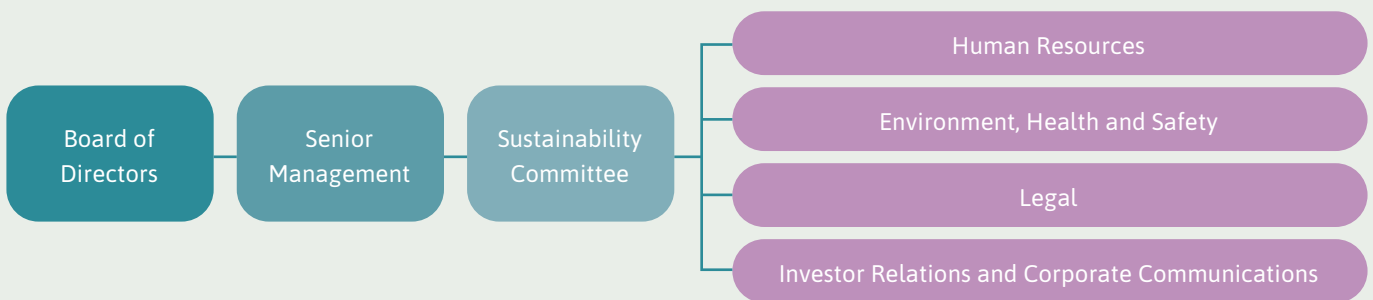 Board of
Directors
Senior
Management
Sustainability
Committee
Human Resources
Environment, Health and Safety
Legal
Investor Relations and Corporate Communications